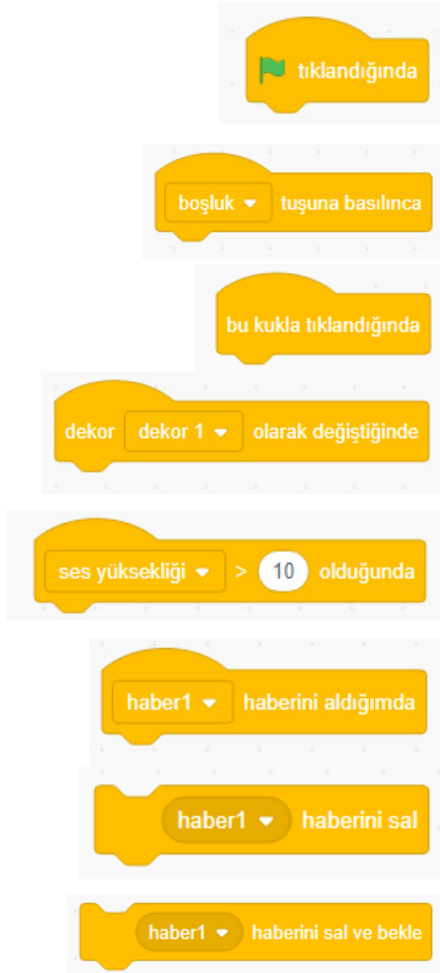 tıklandığında
boşluk tuşuna basılınca
bu kukla tıklandığında
dekor dekor 1 olarak değiştiğinde
ses yüksekliği > 10 olduğunda
haber1 haberini aldığımda
haber1 haberini sal
haber1 haberini sal ve bekle